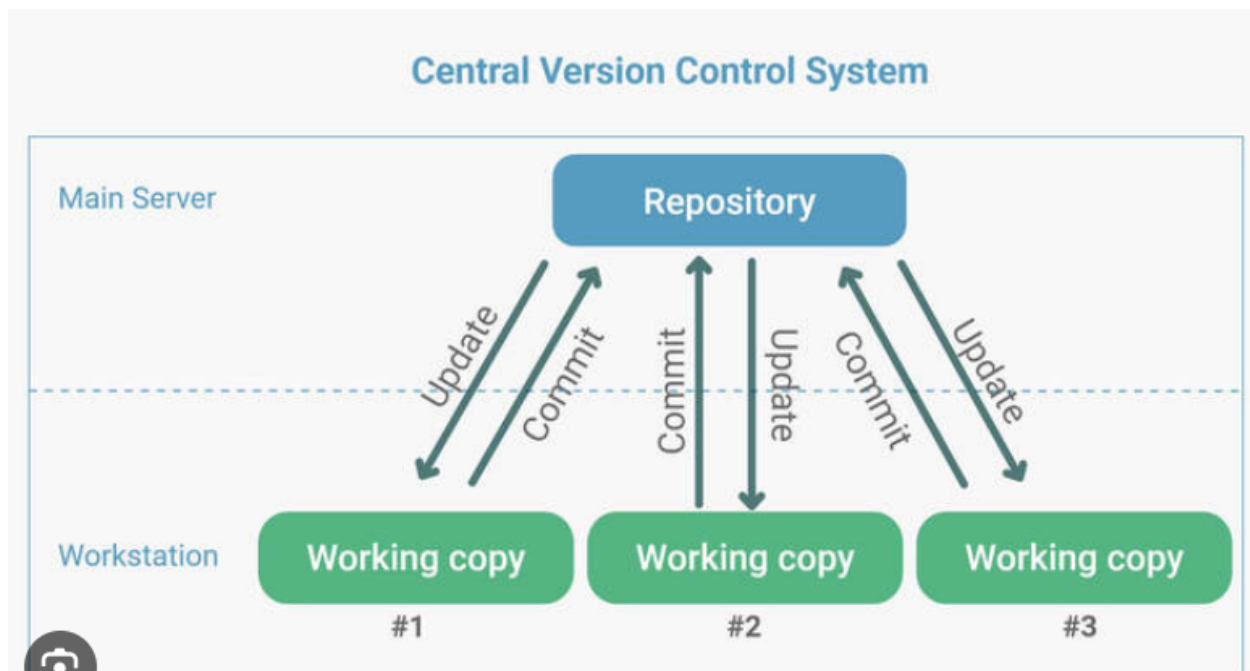 Central Version Control System
Main Server
Repository
Update
Commit
Commit
Update
Commit
Update
Workstation
Working copy
Working copy
Working copy
#1
#2
#3